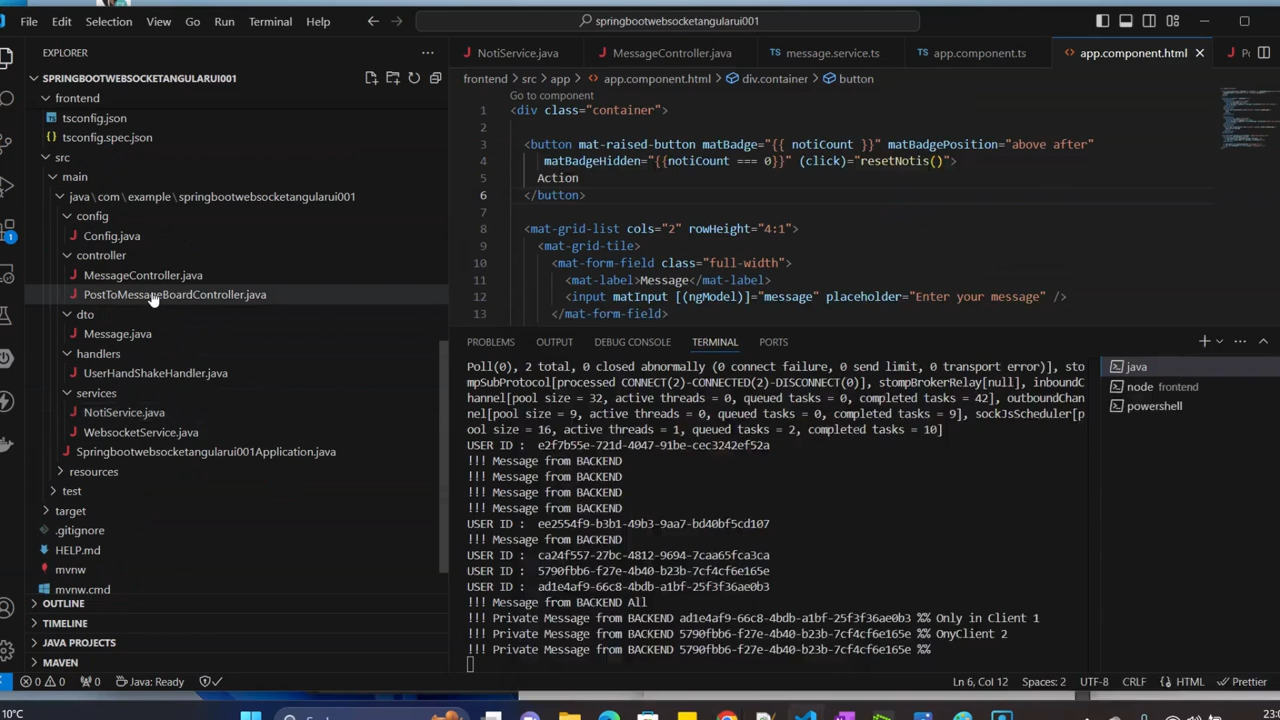 File Edit Selection View Go Run Terminal Help
springbootwebsocketangularui001
EXPLORER
SPRINGBOOTWEBSOCKETANGULARUI001
frontend
tsconfig.json
tsconfig.spec.json
src
main
java\com\example\springbootwebsocketangularui001
config
Config.java
controller
MessageController.java
PostToMessageBoardController.java
dto
Message.java
handlers
UserHandShakeHandler.java
services
NotiService.java
WebsocketService.java
Springbootwebsocketangularui001Application.java
resources
test
target
.gitignore
HELP.md
mvnw
mvnw.cmd
OUTLINE
TIMELINE
JAVA PROJECTS
MAVEN
1
NotiService.java MessageController.java message.service.ts app.component.ts app.component.html
frontend > src > app > app.component.html > div.container > button
Go to component
1 <div class="container">
2
3 <button mat-raised-button matBadge="{{ notiCount }}" matBadgePosition="above after"
4 matBadgeHidden="{{notiCount === 0}}" (click)="resetNotis()">
5 Action
6 </button>
7
8 <mat-grid-list cols="2" rowHeight="4:1">
9 <mat-grid-tile>
10 <mat-form-field class="full-width">
11 <mat-label>Message</mat-label>
12 <input matInput [(ngModel)]="message" placeholder="Enter your message" />
13 </mat-form-field>
PROBLEMS OUTPUT DEBUG CONSOLE TERMINAL PORTS
Poll(0), 2 total, 0 closed abnormally (0 connect failure, 0 send limit, 0 transport error)], sto
mpSubProtocol[processed CONNECT(2)-CONNECTED(2)-DISCONNECT(0)], stompBrokerRelay[null], inboundC
hannel[pool size = 32, active threads = 0, queued tasks = 0, completed tasks = 42], outboundChan
nel[pool size = 9, active threads = 0, queued tasks = 0, completed tasks = 9], sockJsScheduler[p
ool size = 16, active threads = 1, queued tasks = 2, completed tasks = 10]
USER ID : e2f7b55e-721d-4047-91be-cec3242ef52a
!!! Message from BACKEND
!!! Message from BACKEND
!!! Message from BACKEND
!!! Message from BACKEND
USER ID : ee2554f9-b3b1-49b3-9aa7-bd40bf5cd107
!!! Message from BACKEND
USER ID : ca24f557-27bc-4812-9694-7caa65fca3ca
USER ID : 5790fbb6-f27e-4b40-b23b-7cf4cf6e165e
USER ID : ad1e4af9-66c8-4bdb-a1bf-25f3f36ae0b3
!!! Message from BACKEND All
!!! Private Message from BACKEND ad1e4af9-66c8-4bdb-a1bf-25f3f36ae0b3 %% Only in Client 1
!!! Private Message from BACKEND 5790fbb6-f27e-4b40-b23b-7cf4cf6e165e %% OnyClient 2
!!! Private Message from BACKEND 5790fbb6-f27e-4b40-b23b-7cf4cf6e165e %%
java
node frontend
powershell
0 0 0 Java: Ready Ln 6, Col 12 Spaces: 2 UTF-8 CRLF HTML Prettier
10°C